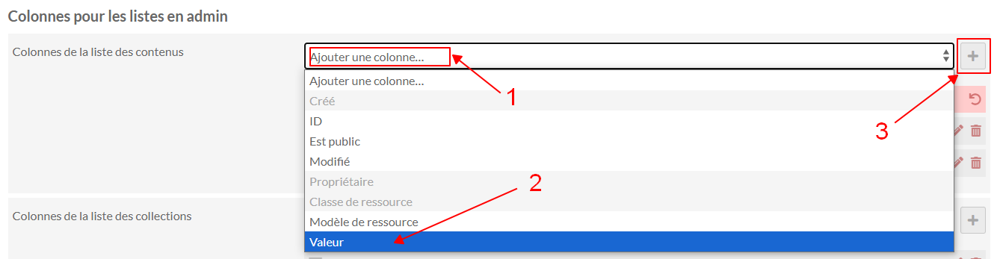 Colonnes pour les listes en admin
Colonnes de la liste des contenus
Ajouter une colonne...
Ajouter une colonne...
1
Créé
ID
3
Est public
Modifié
Propriétaire
2
Classe de ressource
Colonnes de la liste des collections
Modèle de ressource
Valeur